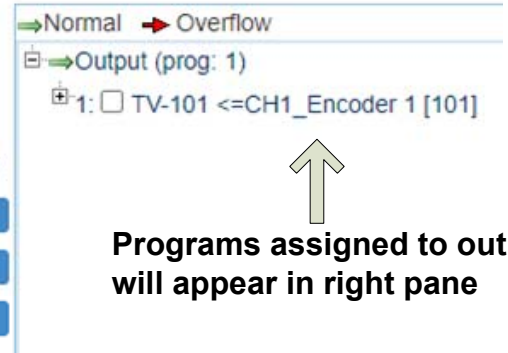 Normal Overflow
Output (prog: 1)
1: TV-101 <=CH1_Encoder 1 [101]
Programs assigned to out
will appear in right pane